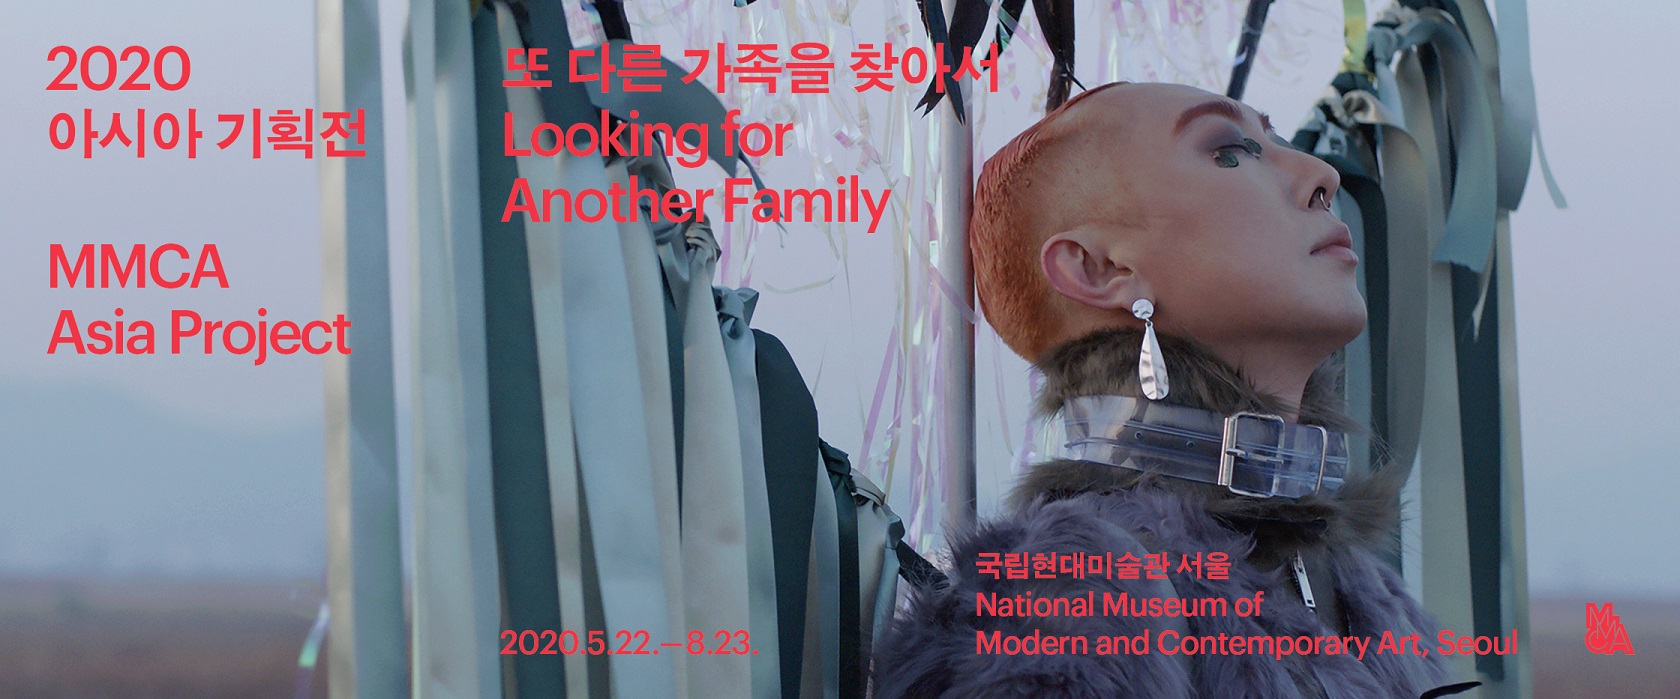 2020
아시아 기획전
MMCA
Asia Project
또 다른 가족을 찾아서
Looking for
Another Family
2020.5.22.–8.23.
국립현대미술관 서울
National Museum of
Modern and Contemporary Art, Seoul
MMCA